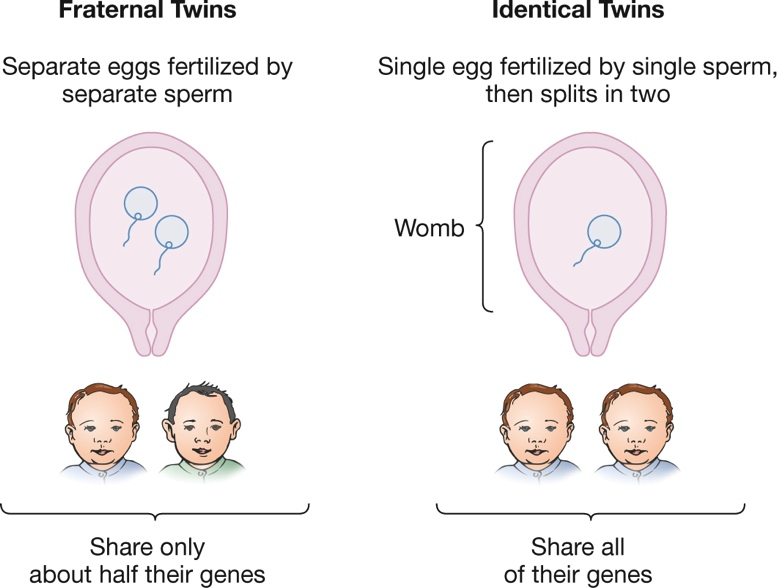 Fraternal Twins
Separate eggs fertilized by
separate sperm
Share only
about half their genes
Identical Twins
Single egg fertilized by single sperm,
then splits in two
Womb
Share all
of their genes